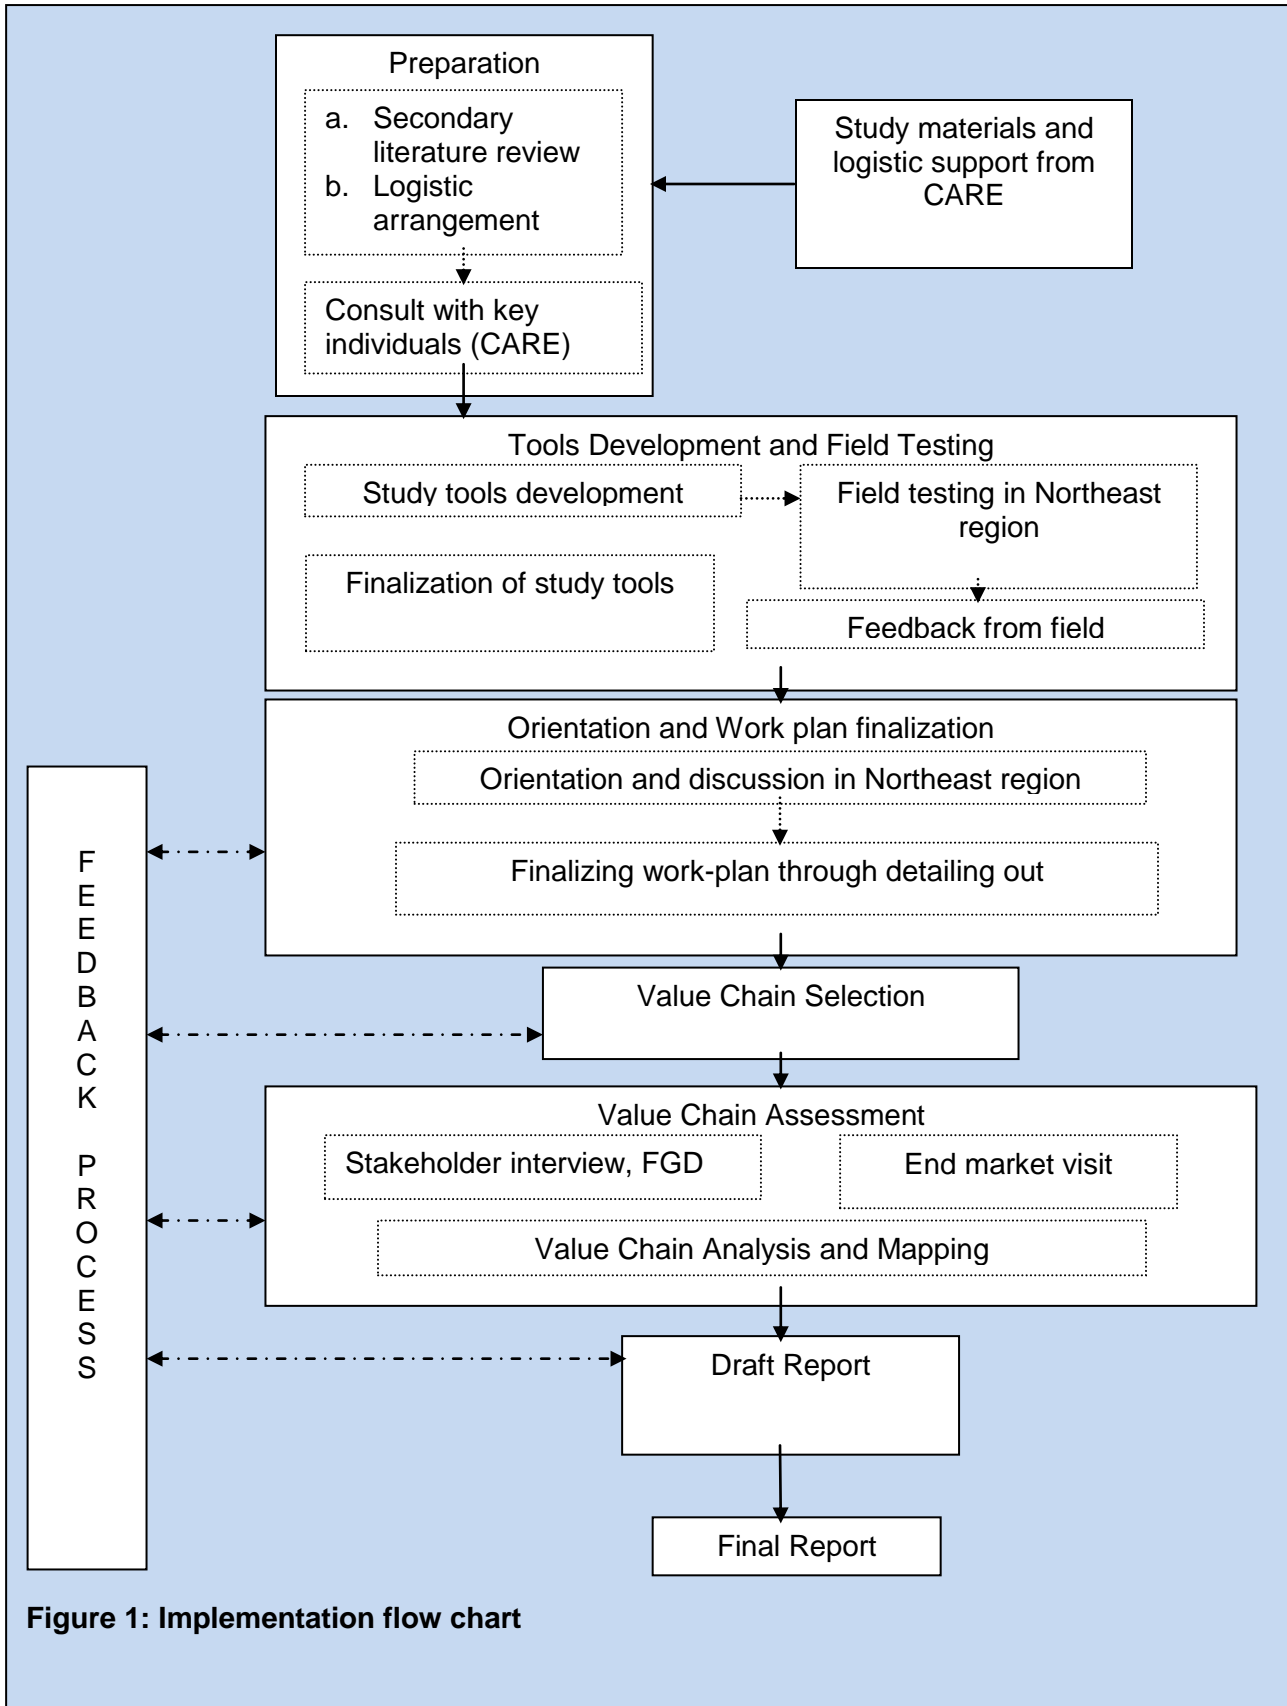 Preparation
a. Secondary
literature review
b. Logistic
arrangement
Consult with key
individuals (CARE)
Study materials and
logistic support from
CARE
Tools Development and Field Testing
Study tools development
Field testing in Northeast
region
Finalization of study tools
Feedback from field
Orientation and Work plan finalization
Orientation and discussion in Northeast region
Finalizing work-plan through detailing out
F
E
E
D
B
A
C
K
P
R
O
C
E
S
S
Value Chain Selection
Value Chain Assessment
Stakeholder interview, FGD
End market visit
Value Chain Analysis and Mapping
Draft Report
Final Report
Figure 1: Implementation flow chart